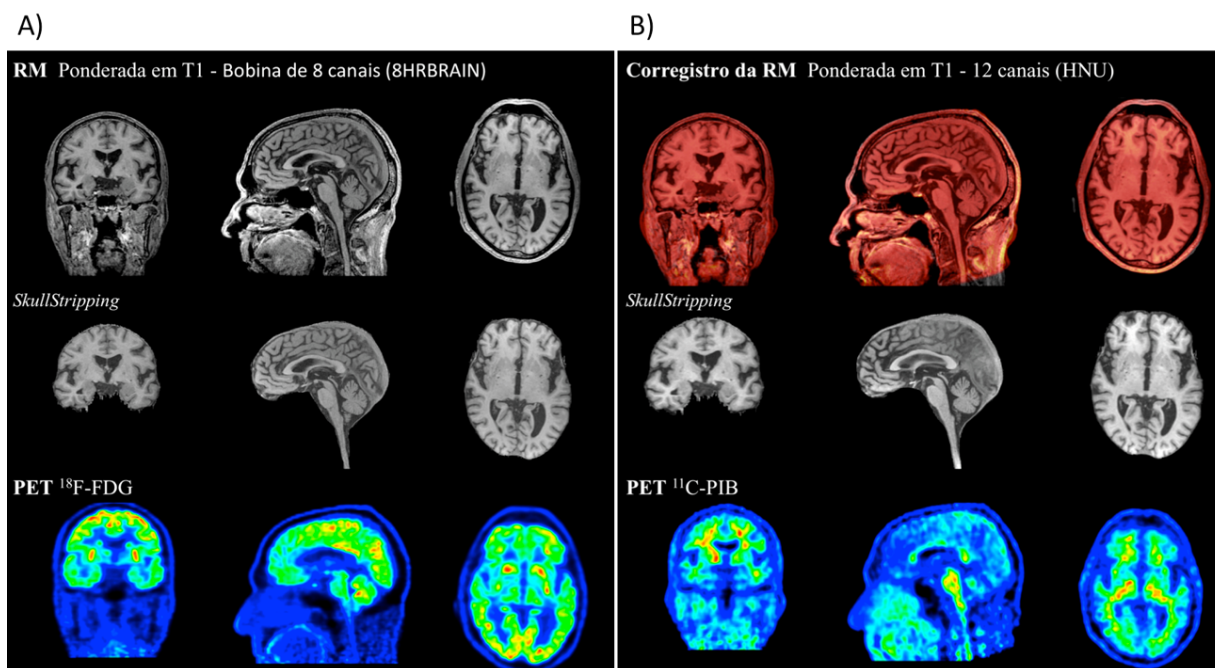 A)
RM Ponderada em T1 - Bobina de 8 canais (8HRBRAIN)
SkullStripping
PET ¹⁸F-FDG
B)
Corregistro da RM Ponderada em T1 - 12 canais (HNU)
SkullStripping
PET ¹¹C-PIB